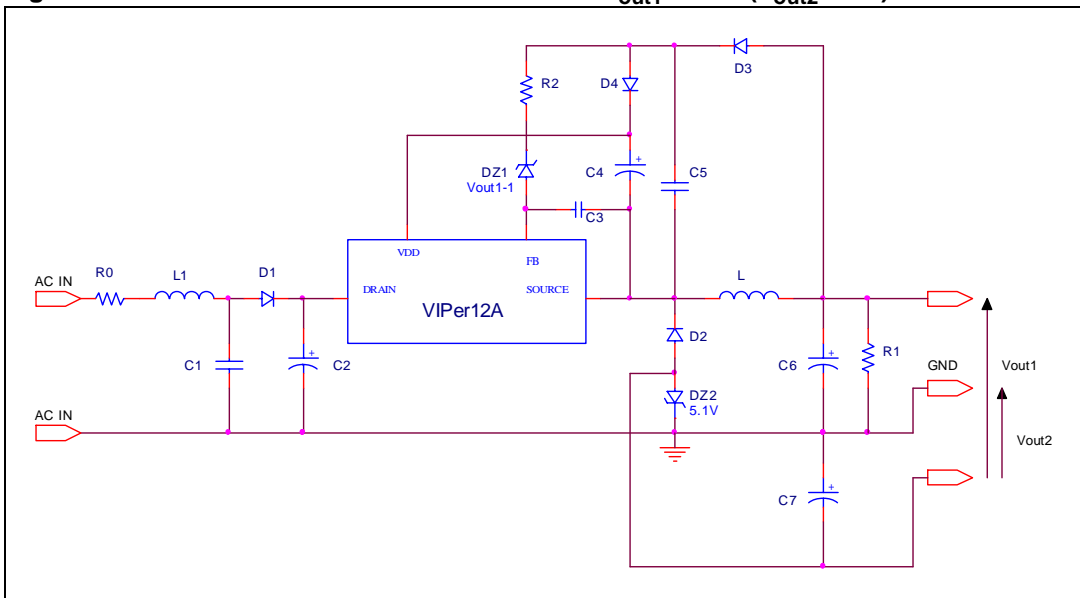 D3
R2
D4
DZ1
Vout1-1
C4
C5
C3
VDD
FB
AC IN
R0
L1
D1
DRAIN
SOURCE
L
VIPer12A
D2
C1
C2
C6
R1
GND
Vout1
DZ2
5.1V
AC IN
Vout2
C7